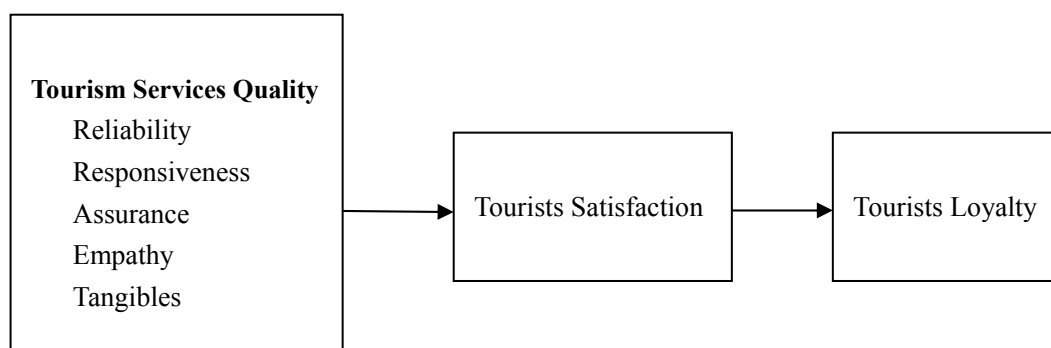 Tourism Services Quality
Reliability
Responsiveness
Assurance
Empathy
Tangibles
Tourists Satisfaction
Tourists Loyalty